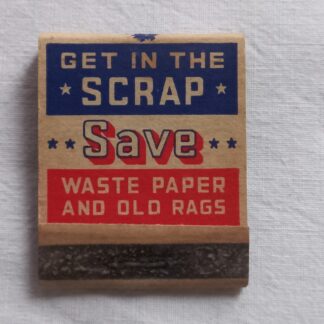 GET IN THE
SCRAP
Save
WASTE PAPER
AND OLD RAGS